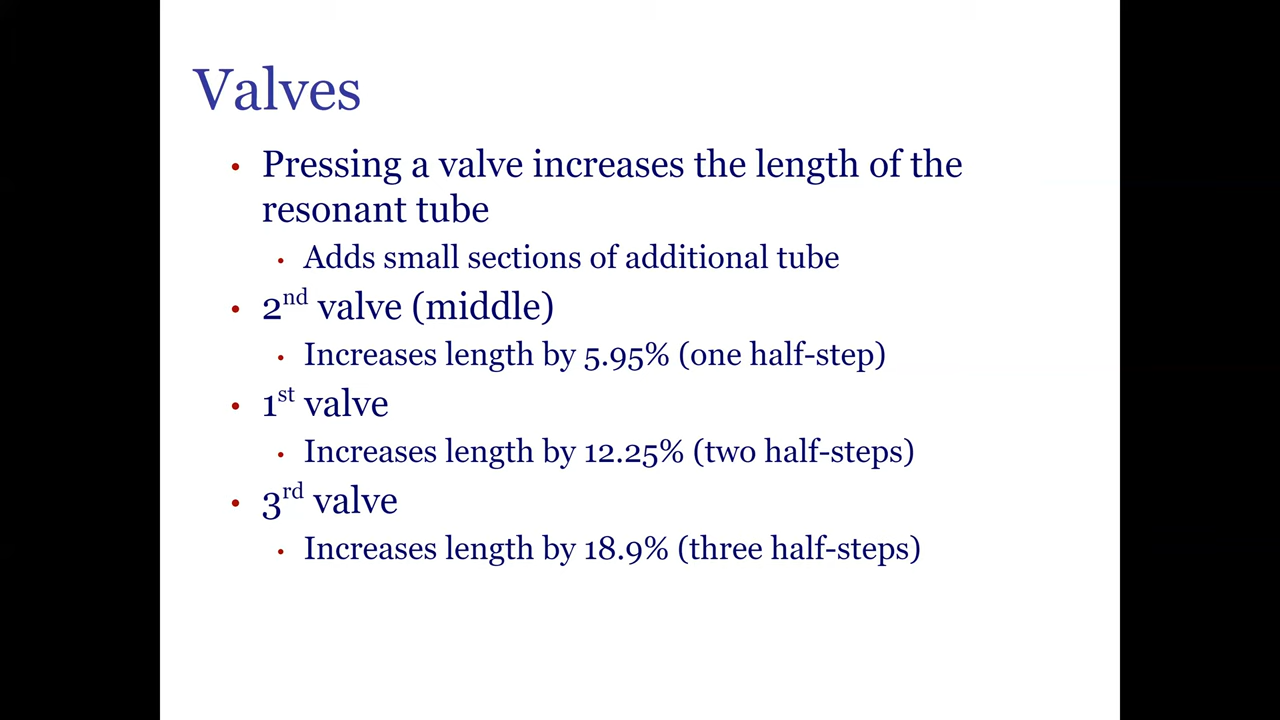 Valves
• Pressing a valve increases the length of the
resonant tube
• Adds small sections of additional tube
• 2nd valve (middle)
• Increases length by 5.95% (one half-step)
• 1st valve
• Increases length by 12.25% (two half-steps)
• 3rd valve
• Increases length by 18.9% (three half-steps)